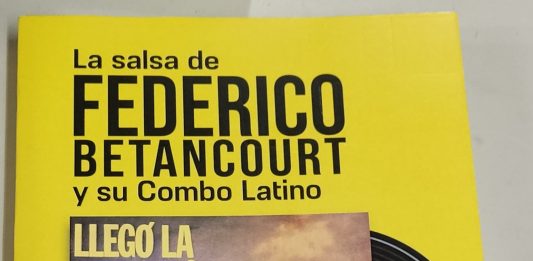 La salsa de
FEDERICO
BETANCOURT
y su Combo Latino
LLEGÓ LA